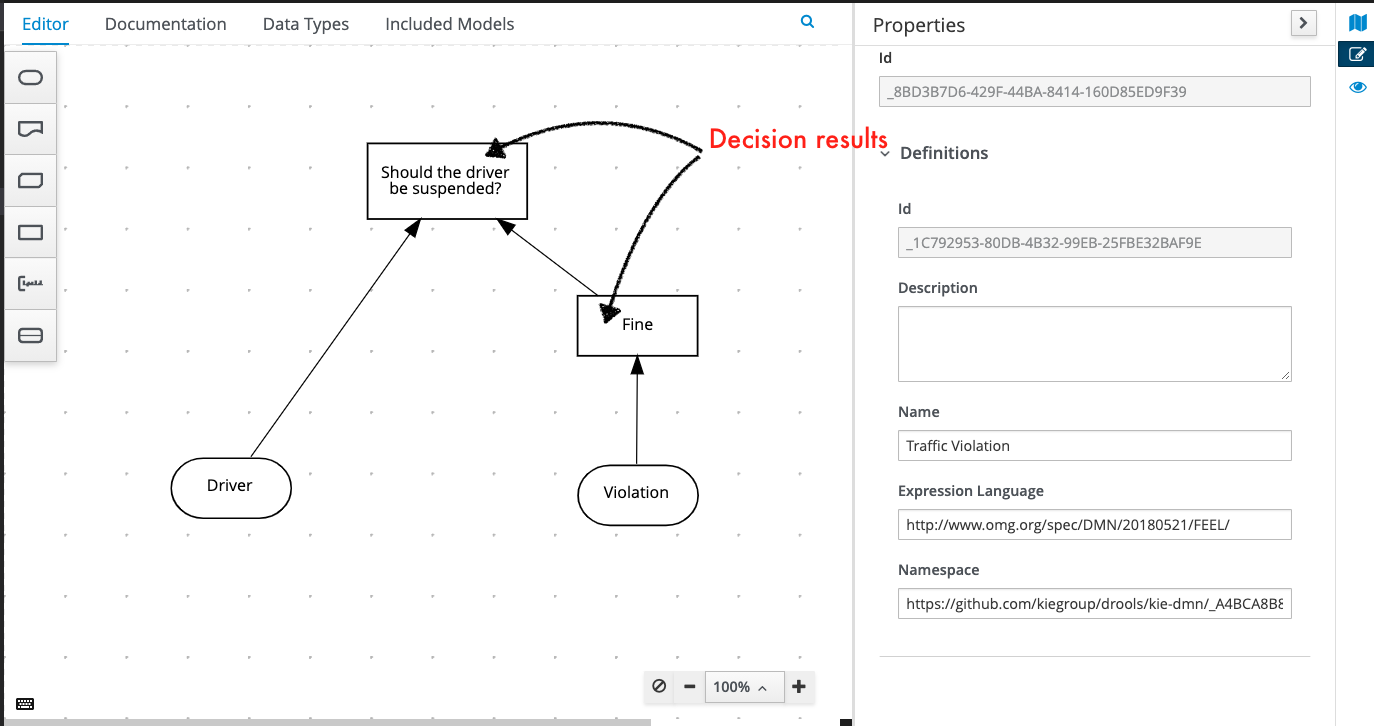 Editor
Documentation
Data Types
Included Models
Should the driver
be suspended?
Decision results
Fine
Driver
Violation
100%
Properties
Id
_8BD3B7D6-429F-44BA-8414-160D85ED9F39
Definitions
Id
_1C792953-80DB-4B32-99EB-25FBE32BAF9E
Description
Name
Traffic Violation
Expression Language
http://www.omg.org/spec/DMN/20180521/FEEL/
Namespace
https://github.com/kiegroup/drools/kie-dmn/_A4BCA8B8